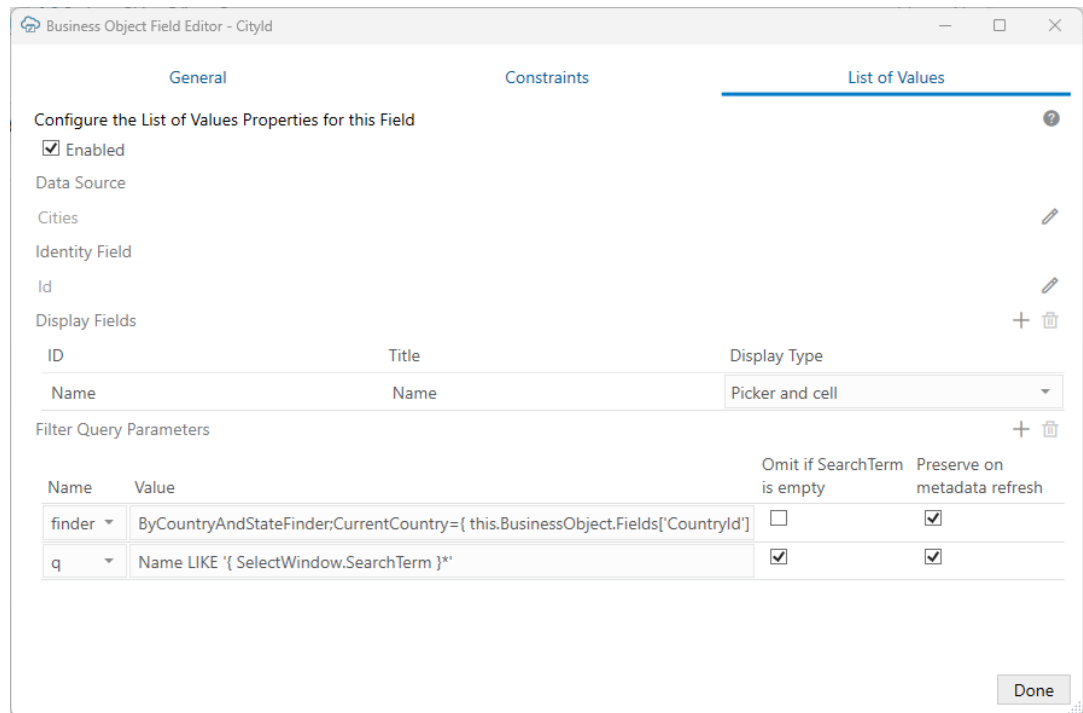 Business Object Field Editor - CityId
General Constraints List of Values
Configure the List of Values Properties for this Field
Enabled
Data Source
Cities
Identity Field
Id
Display Fields
ID Title Display Type
Name Name Picker and cell
Filter Query Parameters
Omit if SearchTerm Preserve on
Name Value is empty metadata refresh
finder ByCountryAndStateFinder;CurrentCountry={ this.BusinessObject.Fields['CountryId']
q Name LIKE '{ SelectWindow.SearchTerm }*'
Done